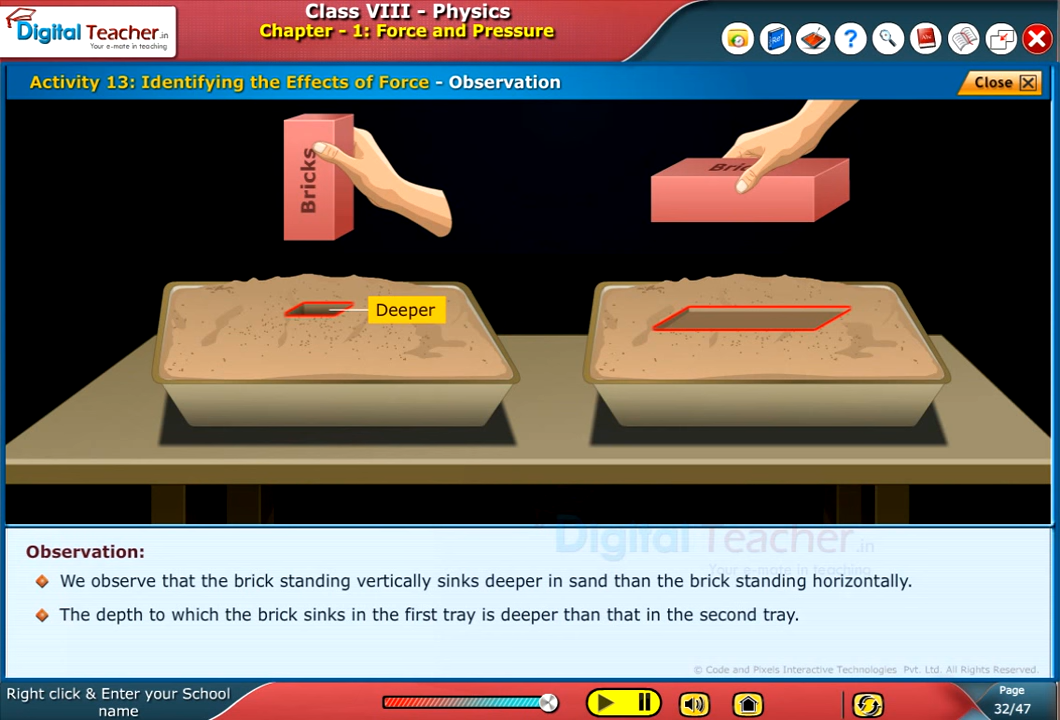 Digital Teacher.in
Your e-mate in teaching
Class VIII - Physics
Chapter - 1: Force and Pressure
Ref
Abc
Activity 13: Identifying the Effects of Force - Observation
Close
Bricks
Deeper
Digital Teacher.in
Your e-mate in teaching
Observation:
We observe that the brick standing vertically sinks deeper in sand than the brick standing horizontally.
The depth to which the brick sinks in the first tray is deeper than that in the second tray.
© Code and Pixels Interactive Technologies Pvt. Ltd. All Rights Reserved.
Right click & Enter your School
name
Page
32/47